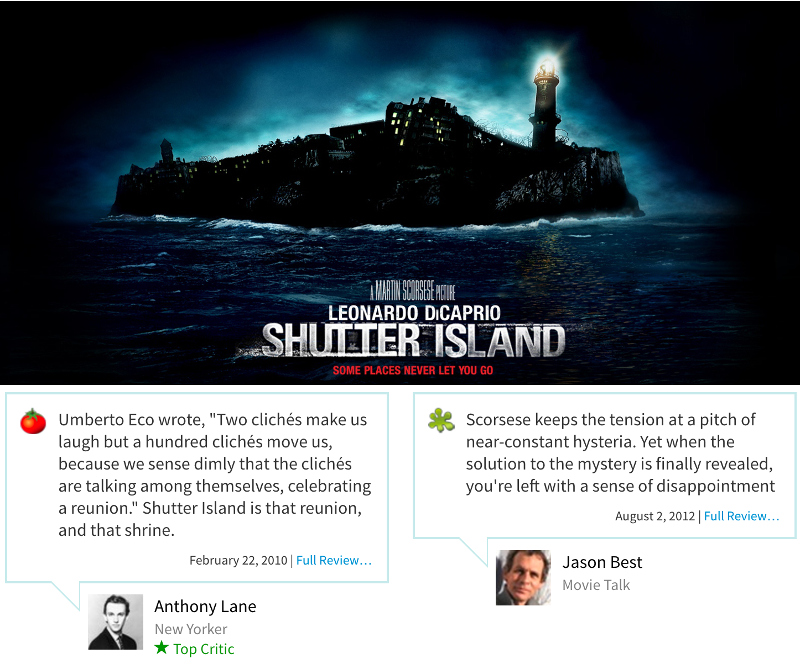 A MARTIN SCORSESE PICTURE
LEONARDO DiCAPRIO
SHUTTER ISLAND
SOME PLACES NEVER LET YOU GO
Umberto Eco wrote, "Two clichés make us
laugh but a hundred clichés move us,
because we sense dimly that the clichés
are talking among themselves, celebrating
a reunion." Shutter Island is that reunion,
and that shrine.
February 22, 2010 | Full Review…
Anthony Lane
New Yorker
★ Top Critic
Scorsese keeps the tension at a pitch of
near-constant hysteria. Yet when the
solution to the mystery is finally revealed,
you're left with a sense of disappointment
August 2, 2012 | Full Review…
Jason Best
Movie Talk